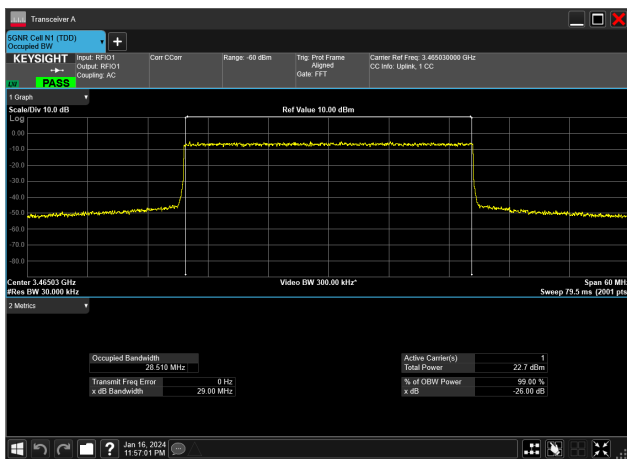 Transceiver A
5GNR Cell N1 (TDD)
Occupied BW
KEYSIGHT
LXI
PASS
Input: RFIO1
Output: RFIO1
Coupling: AC
Corr CCorr
Range: -60 dBm
Trig: Prot Frame
Aligned
Gate: FFT
Carrier Ref Freq: 3.465030000 GHz
CC Info: Uplink, 1 CC
1 Graph
Scale/Div 10.0 dB
Ref Value 10.00 dBm
Log
0.00
-10.0
-20.0
-30.0
-40.0
-50.0
-60.0
-70.0
-80.0
Center 3.46503 GHz
Video BW 300.00 kHz*
Span 60 MHz
#Res BW 30.000 kHz
Sweep 79.5 ms (2001 pts
2 Metrics
Occupied Bandwidth
28.510 MHz
Transmit Freq Error 0 Hz
x dB Bandwidth 29.00 MHz
Active Carrier(s) 1
Total Power 22.7 dBm
% of OBW Power 99.00 %
x dB -26.00 dB
Jan 16, 2024
11:57:01 PM